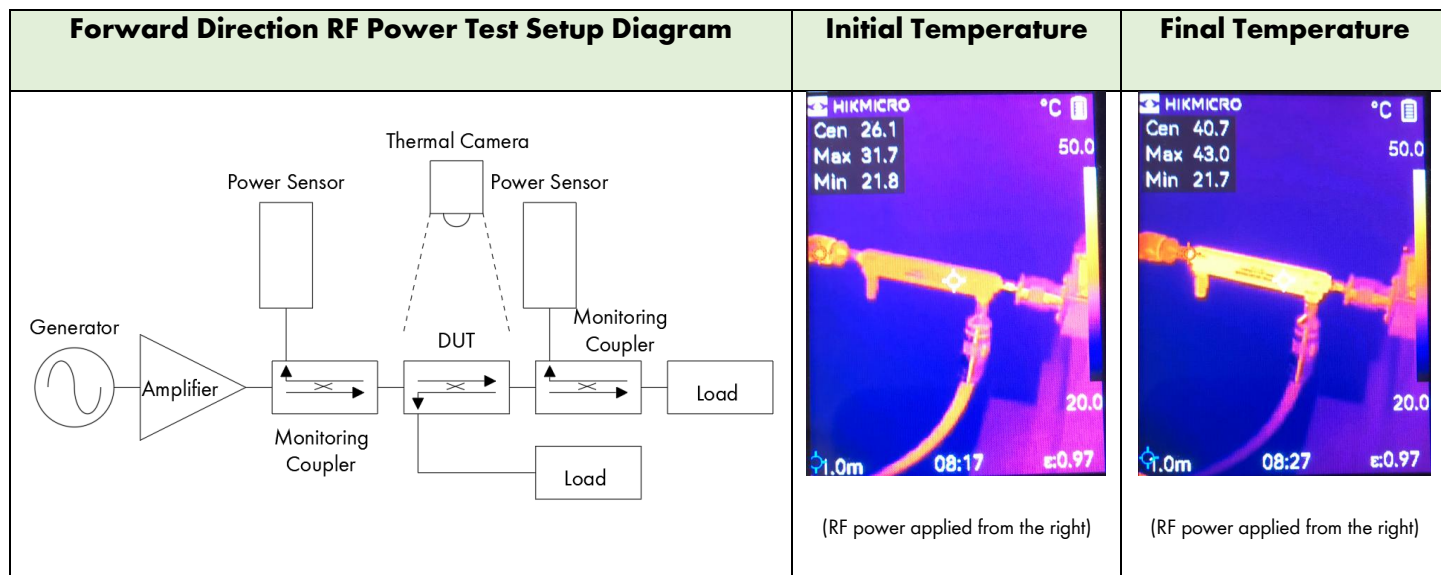 Forward Direction RF Power Test Setup Diagram
Initial Temperature
Final Temperature
Thermal Camera
Power Sensor
Power Sensor
Generator
Amplifier
DUT
Monitoring
Coupler
Load
Monitoring
Coupler
Load
HIKMICRO °C
Cen 26.1
Max 31.7
Min 21.8
50.0
20.0
1.0m 08:17 ε:0.97
(RF power applied from the right)
HIKMICRO °C
Cen 40.7
Max 43.0
Min 21.7
50.0
20.0
1.0m 08:27 ε:0.97
(RF power applied from the right)